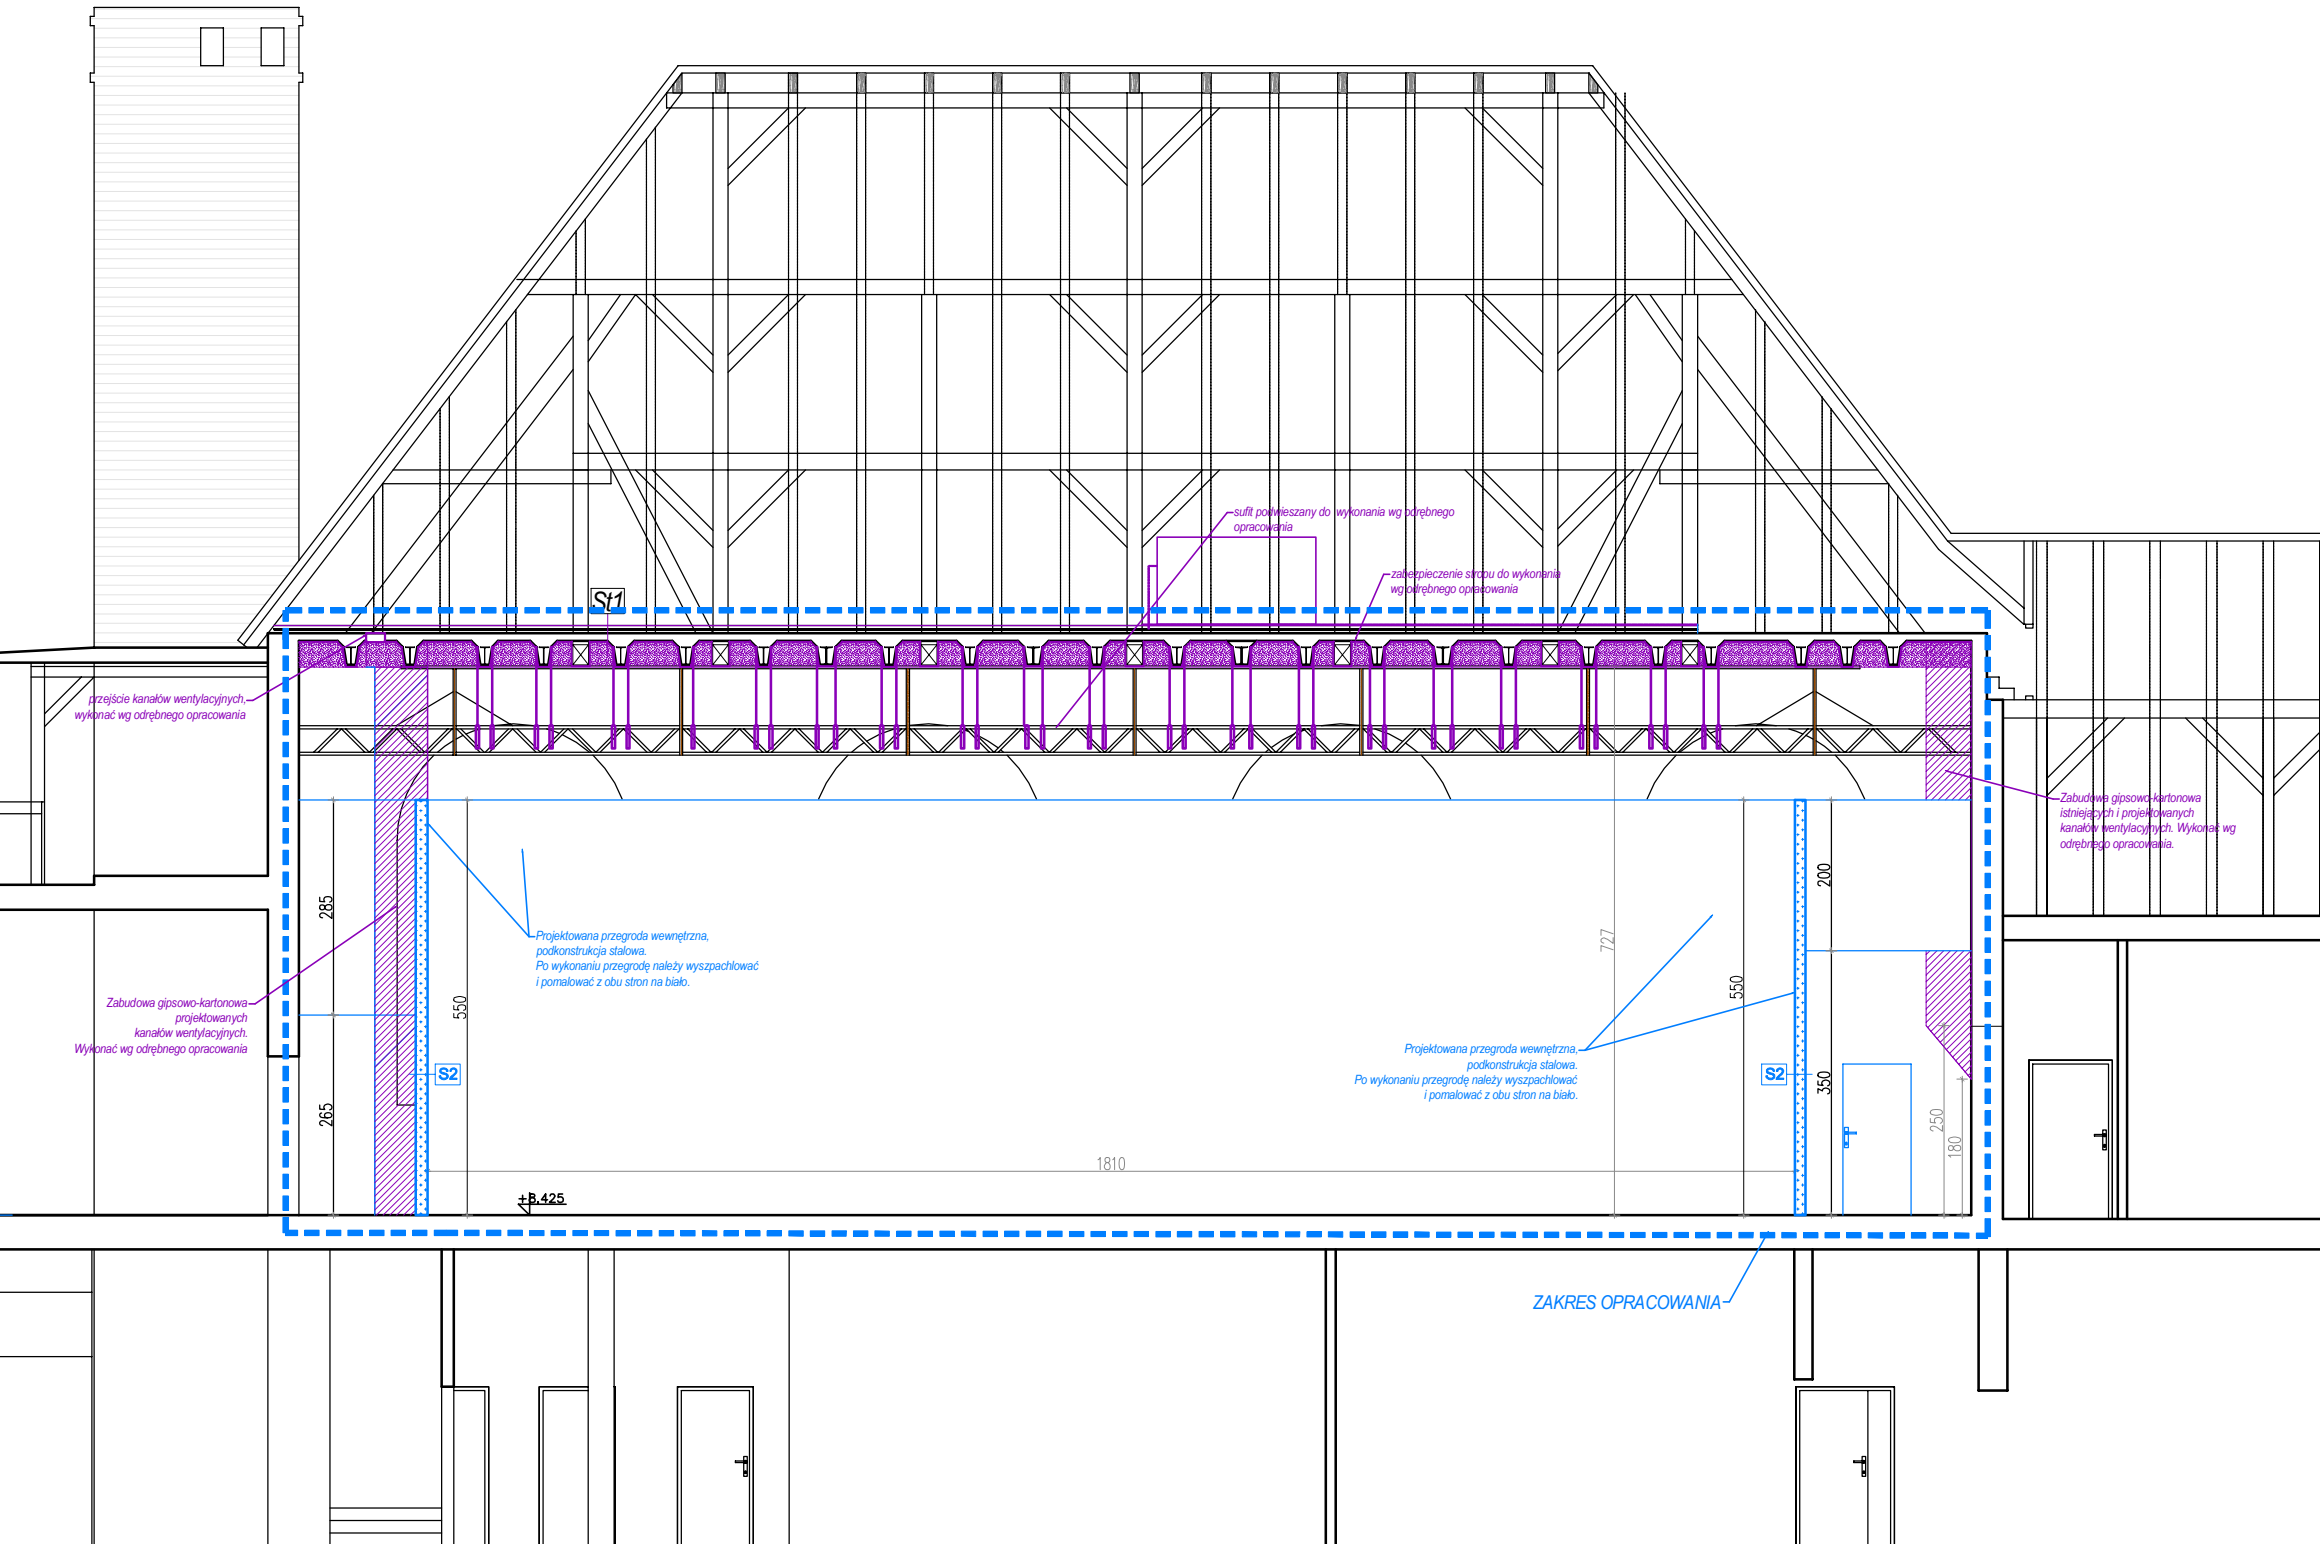 sufit podwieszany do wykonania wg odrębnego
opracowania
zabezpieczenie stropu do wykonania
wg odrębnego opracowania
St1
przejście kanałów wentylacyjnych,
wykonać wg odrębnego opracowania
Zabudowa gipsowo-kartonowa
istniejących i projektowanych
kanałów wentylacyjnych. Wykonać wg
odrębnego opracowania.
285
265
550
Projektowana przegroda wewnętrzna,
podkonstrukcja stalowa.
Po wykonaniu przegrodę należy wyszpachlować
i pomalować z obu stron na biało.
Zabudowa gipsowo-kartonowa
projektowanych
kanałów wentylacyjnych.
Wykonać wg odrębnego opracowania
S2
727
550
200
350
Projektowana przegroda wewnętrzna,
podkonstrukcja stalowa.
Po wykonaniu przegrodę należy wyszpachlować
i pomalować z obu stron na biało.
S2
250
180
1810
+8,425
ZAKRES OPRACOWANIA